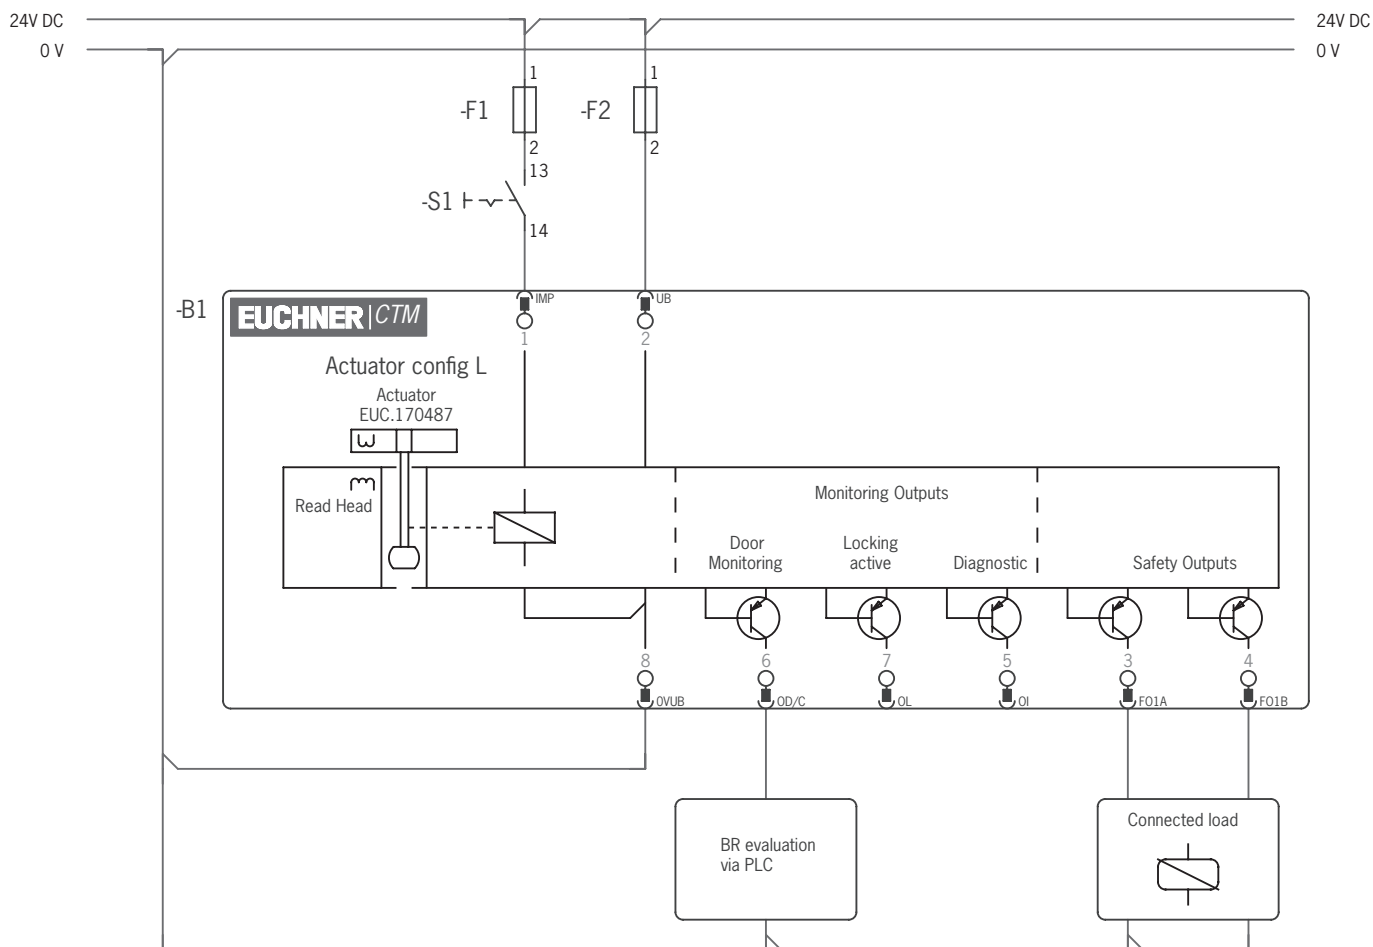 24V DC 24V DC
0 V 0 V
1 1
-F1 -F2
2 2
13
-S1
14
-B1 EUCHNER CTM IMP UB
1 2
Actuator config L
Actuator
EUC.170487
Read Head
Monitoring Outputs
Door
Monitoring
Locking
active
Diagnostic
Safety Outputs
8 6 7 5 3 4
0VUB OD/C OL OI FO1A FO1B
BR evaluation
via PLC
Connected load